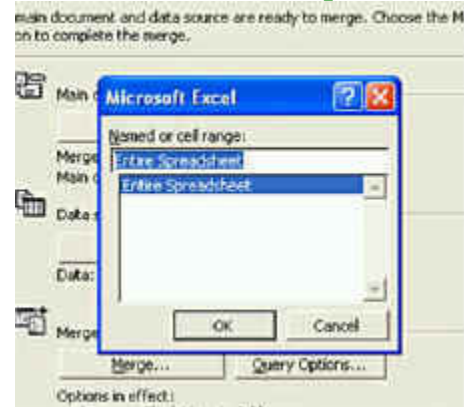 main document and data source are ready to merge. Choose the M
on to complete the merge.
Main d
Microsoft Excel
Named or cell range:
Entire Spreadsheet
Entire Spreadsheet
Merge
Main d
Data s
Data:
OK Cancel
Merge
Merge... Query Options...
Options in effect: